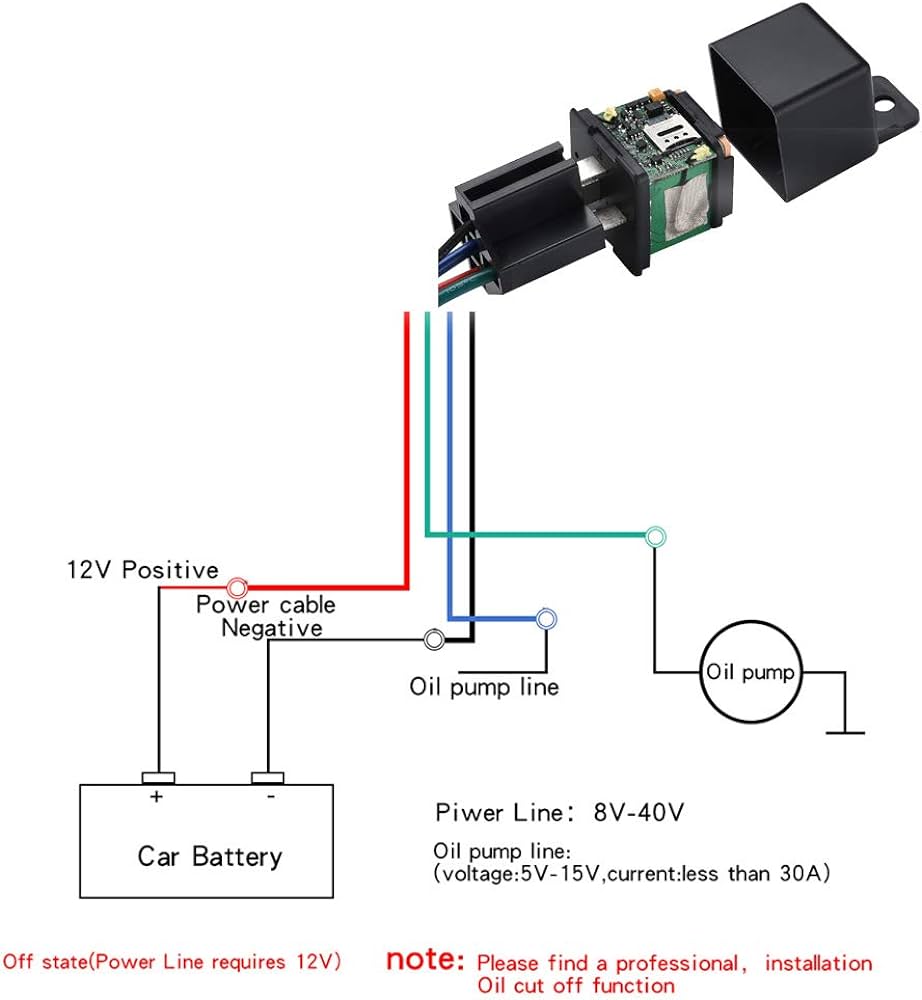 12V Positive
Power cable
Negative
Oil pump line
Oil pump
+
-
Car Battery
Piwer Line: 8V-40V
Oil pump line:
(voltage:5V-15V,current:less than 30A)
Off state(Power Line requires 12V)
note: Please find a professional, installation
Oil cut off function